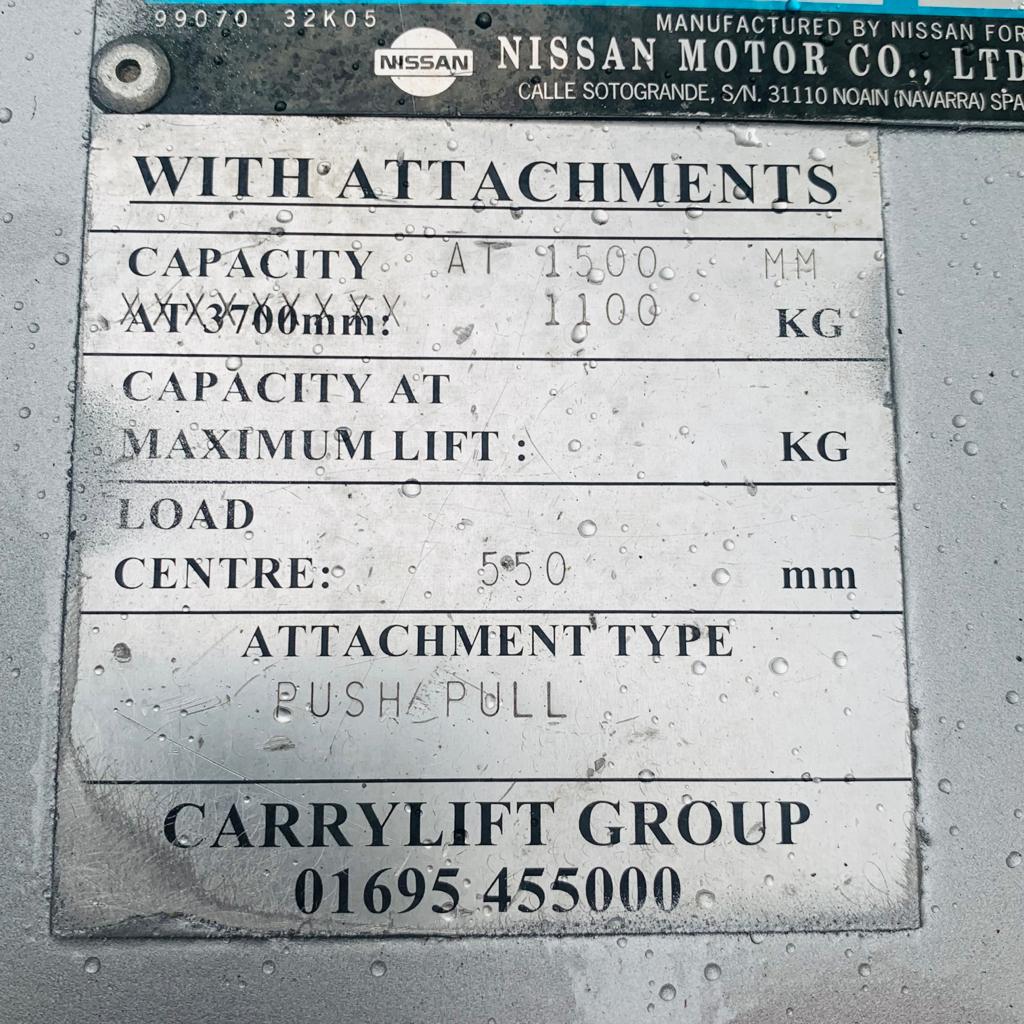 99070 32K05
MANUFACTURED BY NISSAN FOR
NISSAN
NISSAN MOTOR CO., LTD
CALLE SOTOGRANDE, S/N. 31110 NOAIN (NAVARRA) SPA
WITH ATTACHMENTS
CAPACITY AT 1500 MM
AT 3700mm: 1100 KG
CAPACITY AT
MAXIMUM LIFT : KG
LOAD
CENTRE: 550 mm
ATTACHMENT TYPE
PUSH/PULL
CARRYLIFT GROUP
01695 455000